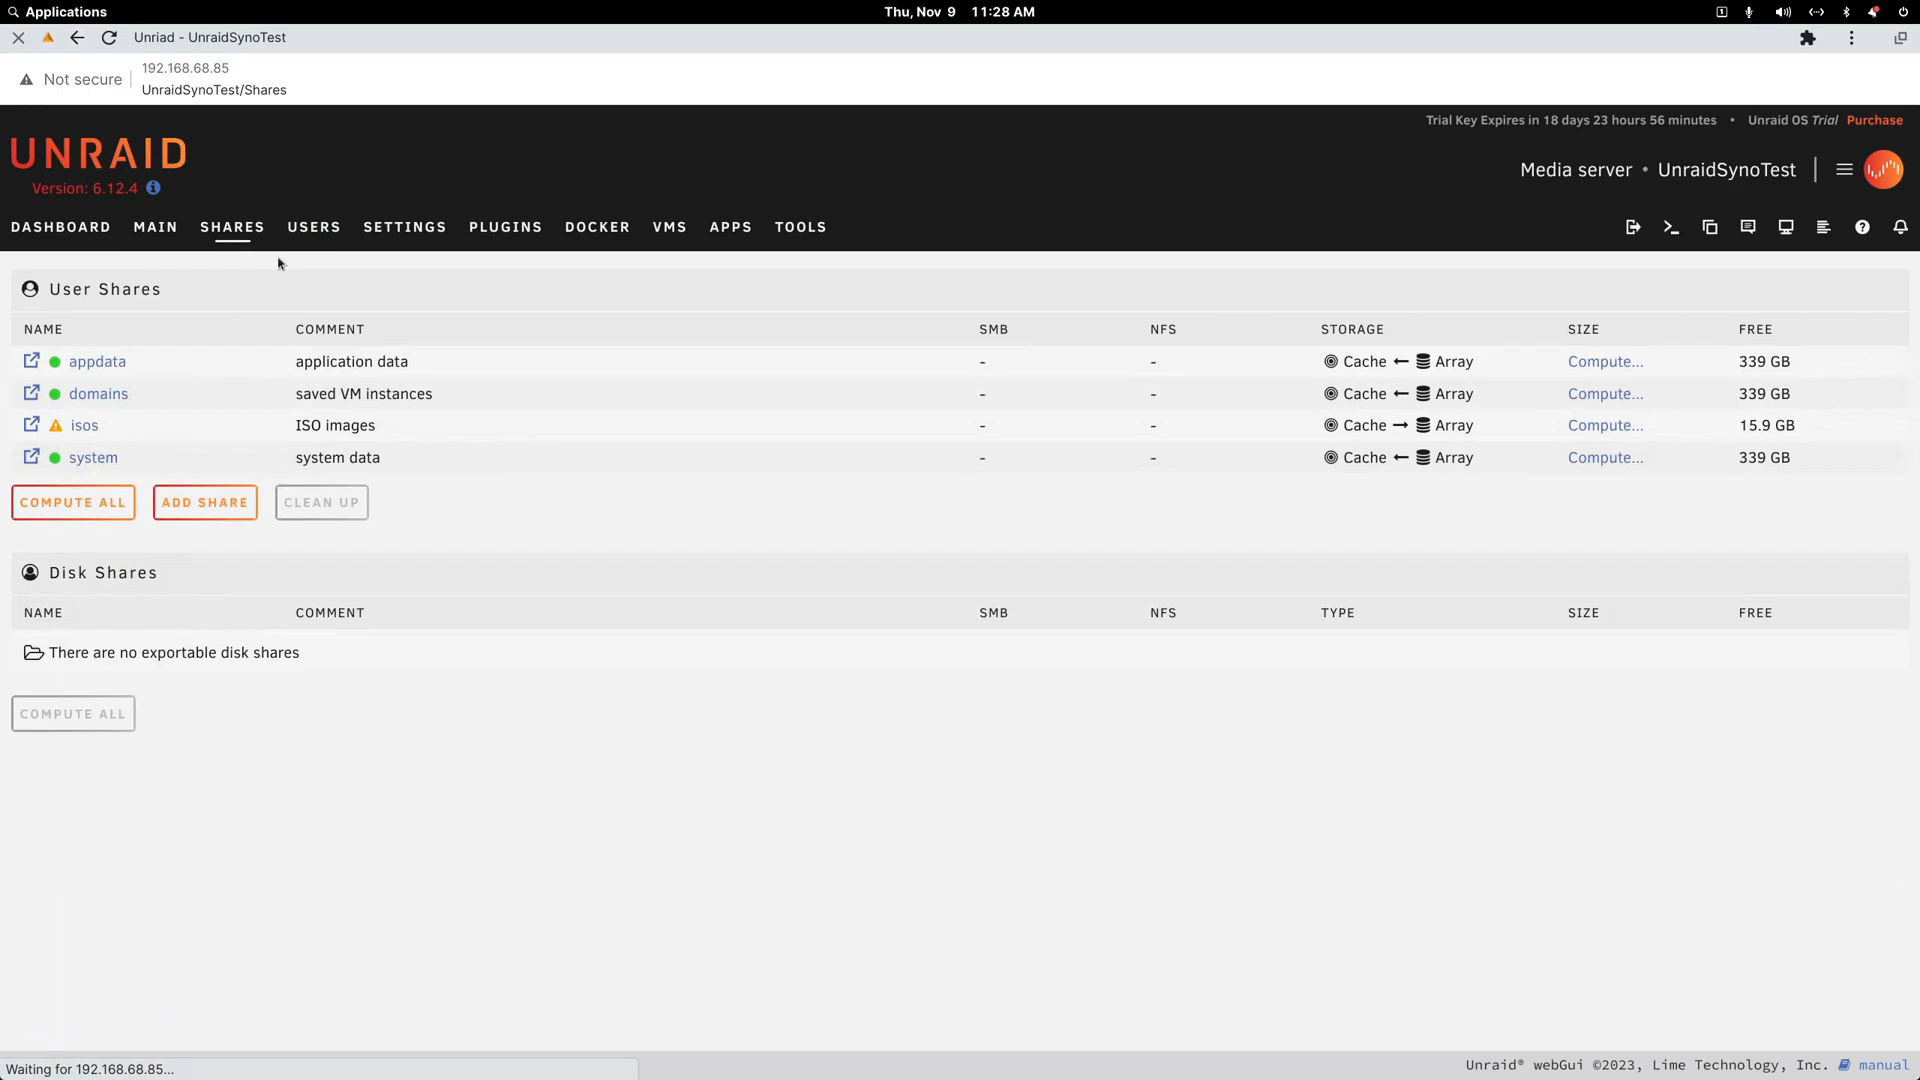 Applications
Thu, Nov 9 11:28 AM
1
Unriad - UnraidSynoTest
Not secure
192.168.68.85
UnraidSynoTest/Shares
Trial Key Expires in 18 days 23 hours 56 minutes • Unraid OS Trial Purchase
UNRAID
Version: 6.12.4
Media server • UnraidSynoTest
DASHBOARD MAIN SHARES USERS SETTINGS PLUGINS DOCKER VMS APPS TOOLS
User Shares
NAME COMMENT SMB NFS STORAGE SIZE FREE
appdata application data - - Cache ← Array Compute... 339 GB
domains saved VM instances - - Cache ← Array Compute... 339 GB
isos ISO images - - Cache → Array Compute... 15.9 GB
system system data - - Cache ← Array Compute... 339 GB
COMPUTE ALL ADD SHARE CLEAN UP
Disk Shares
NAME COMMENT SMB NFS TYPE SIZE FREE
There are no exportable disk shares
COMPUTE ALL
Waiting for 192.168.68.85...
Unraid® webGui ©2023, Lime Technology, Inc. manual